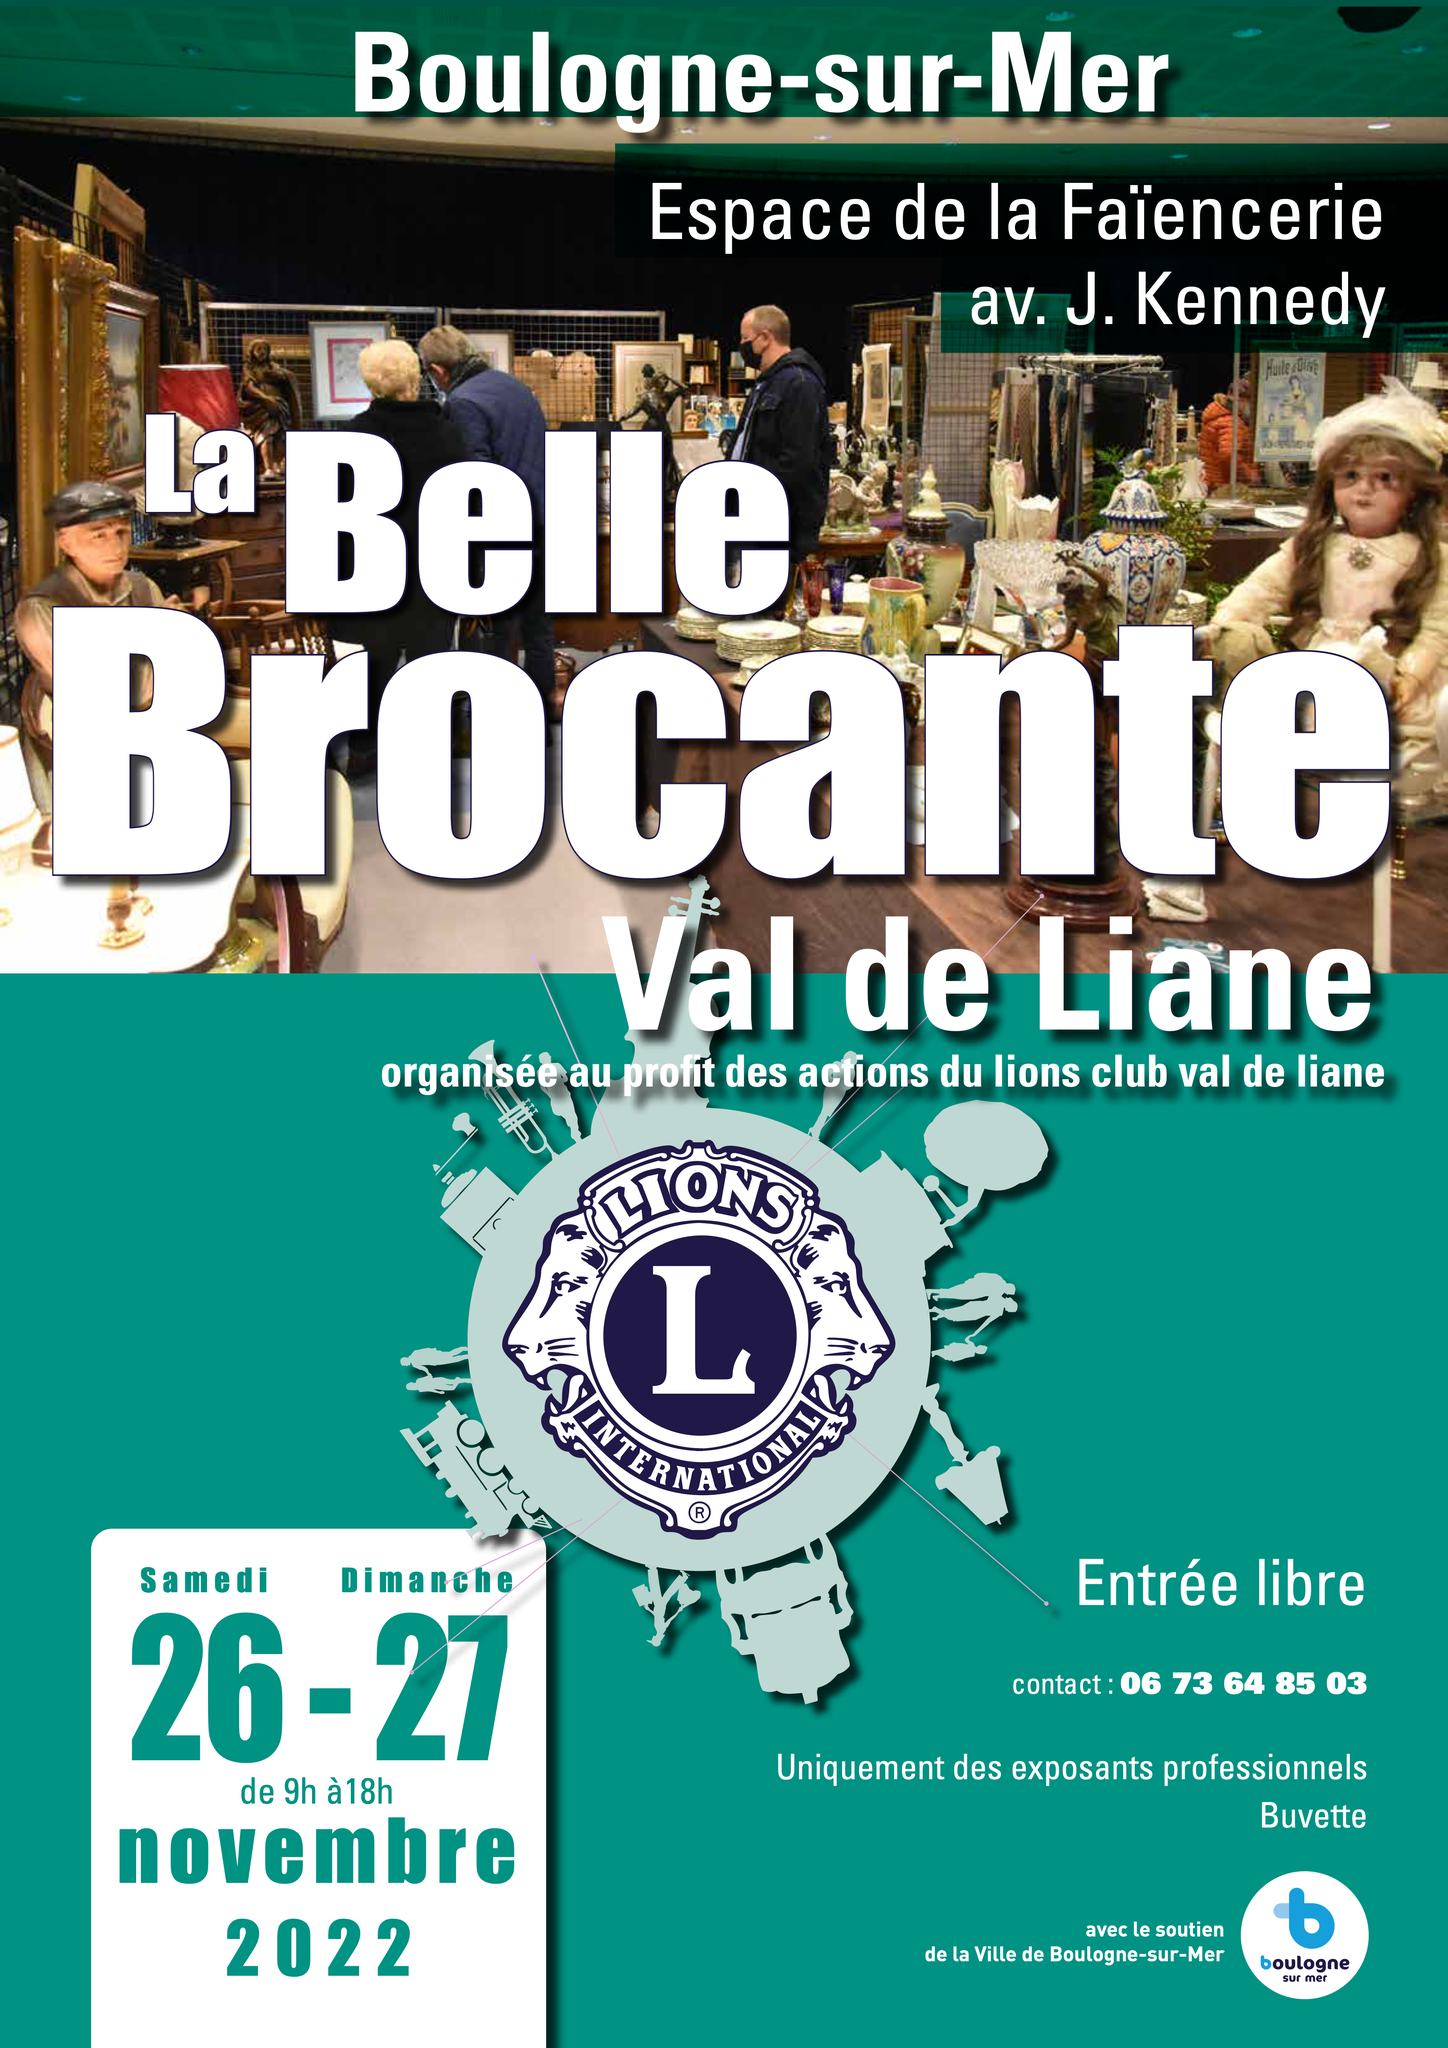 Boulogne-sur-Mer
Espace de la Faïencerie
av. J. Kennedy
Huile d'Olive
La Belle
Brocante
Val de Liane
organisée au profit des actions du lions club val de liane
LIONS
L
INTERNATIONAL
®
Samedi Dimanche
26 - 27
de 9h à18h
novembre
2022
Entrée libre
contact : 06 73 64 85 03
Uniquement des exposants professionnels
Buvette
avec le soutien
de la Ville de Boulogne-sur-Mer
b
boulogne
sur mer